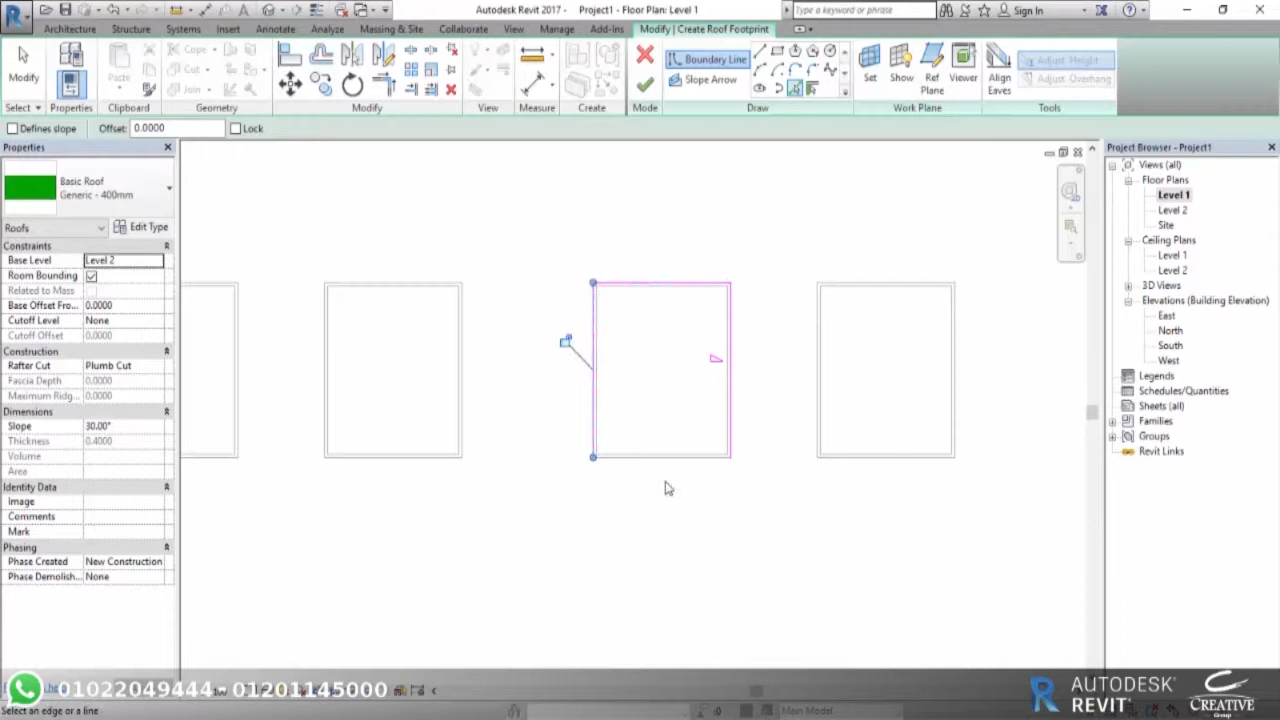 Autodesk Revit 2017 - Project1 - Floor Plan: Level 1
Type a keyword or phrase
Sign In
Architecture Structure Systems Insert Annotate Analyze Massing & Site Collaborate View Manage Add-Ins Modify | Create Roof Footprint
Modify
Paste
Cope
Cut
Join
Boundary Line
Slope Arrow
Set Show Ref Plane Viewer
Align Eaves
Adjust Height
Adjust Overhang
Select Properties Clipboard Geometry Modify View Measure Create Mode Draw Work Plane Tools
Defines slope Offset: 0.0000 Lock
Properties
Basic Roof
Generic - 400mm
Roofs Edit Type
Constraints
Base Level Level 2
Room Bounding
Related to Mass
Base Offset Fro... 0.0000
Cutoff Level None
Cutoff Offset 0.0000
Construction
Rafter Cut Plumb Cut
Fascia Depth 0.0000
Maximum Ridg... 0.0000
Dimensions
Slope 30.00°
Thickness 0.4000
Volume
Area
Identity Data
Image
Comments
Mark
Phasing
Phase Created New Construction
Phase Demolish... None
Project Browser - Project1
Views (all)
Floor Plans
Level 1
Level 2
Site
Ceiling Plans
Level 1
Level 2
3D Views
Elevations (Building Elevation)
East
North
South
West
Legends
Schedules/Quantities
Sheets (all)
Families
Groups
Revit Links
01022049444- 01201145000
AUTODESK®
REVIT®
CREATIVE
Group
Select an edge or a line
:0
Main Model